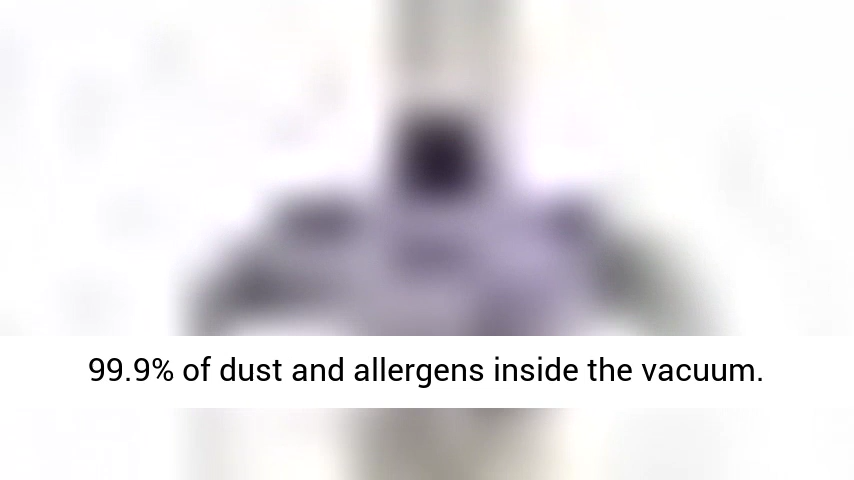 99.9% of dust and allergens inside the vacuum.